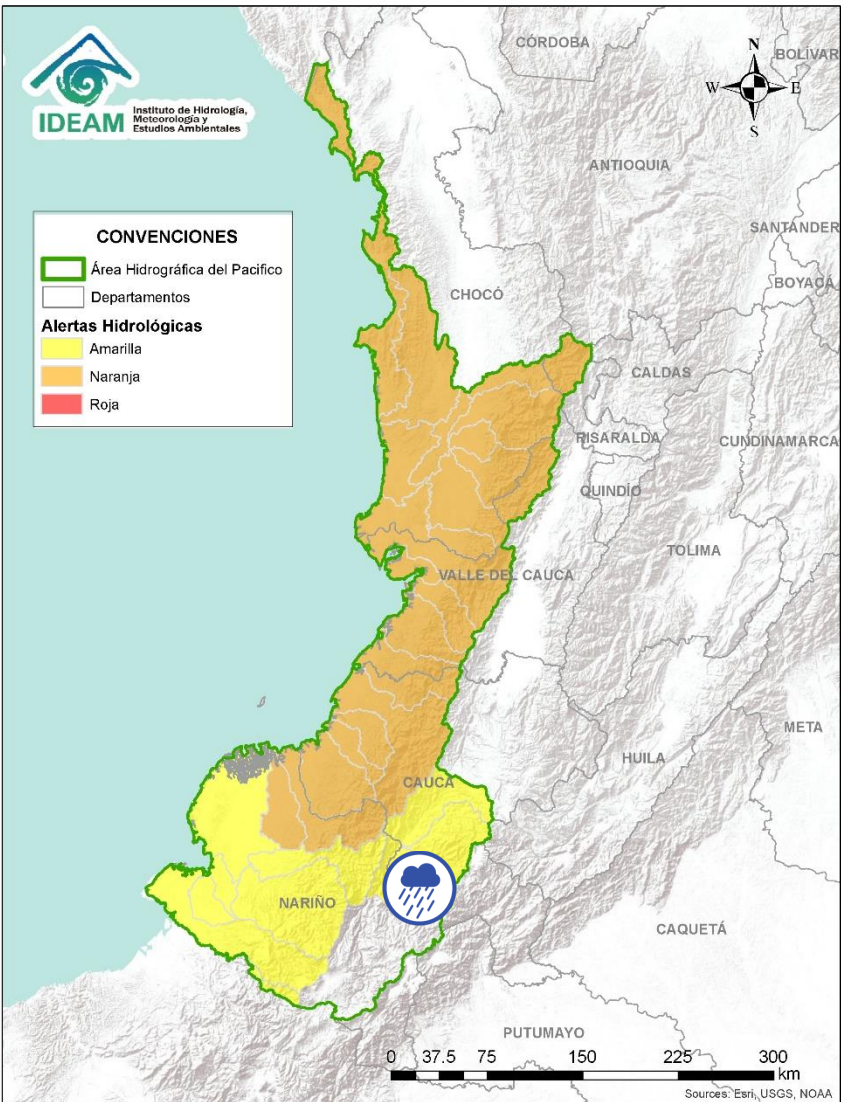 IDEAM
Instituto de Hidrología,
Meteorología y
Estudios Ambientales
CÓRDOBA
BOLIVAR
N
W
E
S
ANTIOQUIA
SANTANDER
BOYACÁ
CONVENCIONES
Área Hidrográfica del Pacifico
Departamentos
Alertas Hidrológicas
Amarilla
Naranja
Roja
CHOCÓ
CALDAS
RISARALDA
CUNDINAMARCA
QUINDÍO
TOLIMA
VALLE DEL CAUCA
META
HUILA
CAUCA
NARIÑO
CAQUETÁ
PUTUMAYO
0 37.5 75 150 225 300
km
Sources: Esri, USGS, NOAA